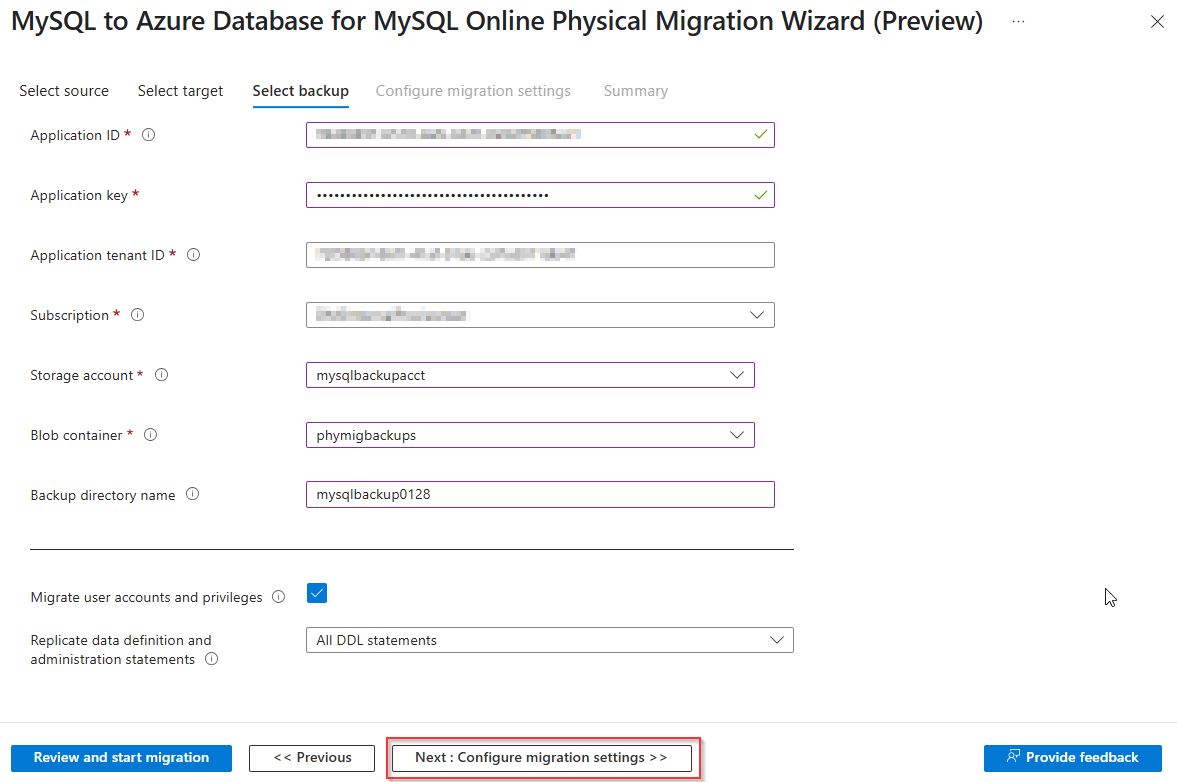 MySQL to Azure Database for MySQL Online Physical Migration Wizard (Preview) ...
Select source Select target Select backup Configure migration settings Summary
Application ID *
Application key * ••••••••••••••••••••••••••••••••••••••••
Application tenant ID *
Subscription *
Storage account * mysqlbackupacct
Blob container * phymigbackups
Backup directory name mysqlbackup0128
Migrate user accounts and privileges
Replicate data definition and All DDL statements
administration statements
Review and start migration << Previous Next : Configure migration settings >> Provide feedback